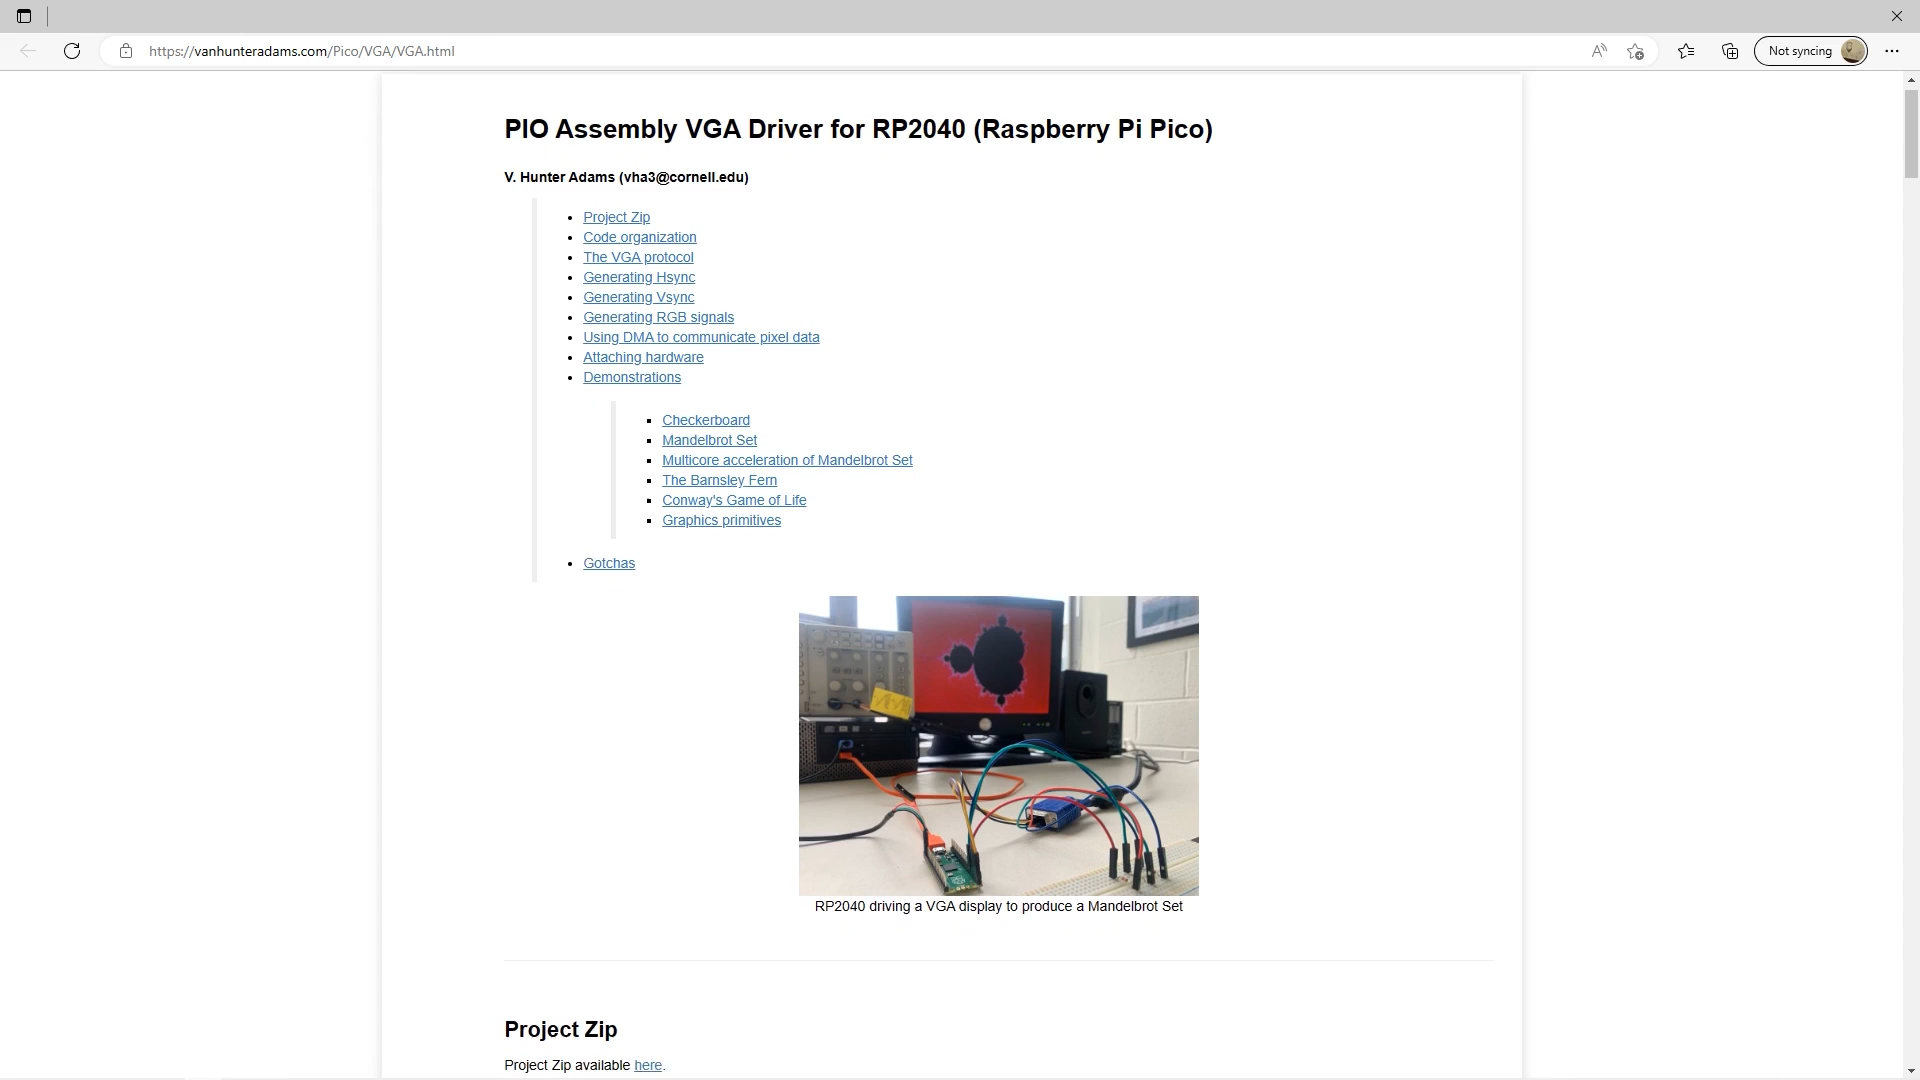 https://vanhunteradams.com/Pico/VGA/VGA.html
Not syncing
PIO Assembly VGA Driver for RP2040 (Raspberry Pi Pico)
V. Hunter Adams (vha3@cornell.edu)
Project Zip
Code organization
The VGA protocol
Generating Hsync
Generating Vsync
Generating RGB signals
Using DMA to communicate pixel data
Attaching hardware
Demonstrations
Checkerboard
Mandelbrot Set
Multicore acceleration of Mandelbrot Set
The Barnsley Fern
Conway's Game of Life
Graphics primitives
Gotchas
RP2040 driving a VGA display to produce a Mandelbrot Set
Project Zip
Project Zip available here.